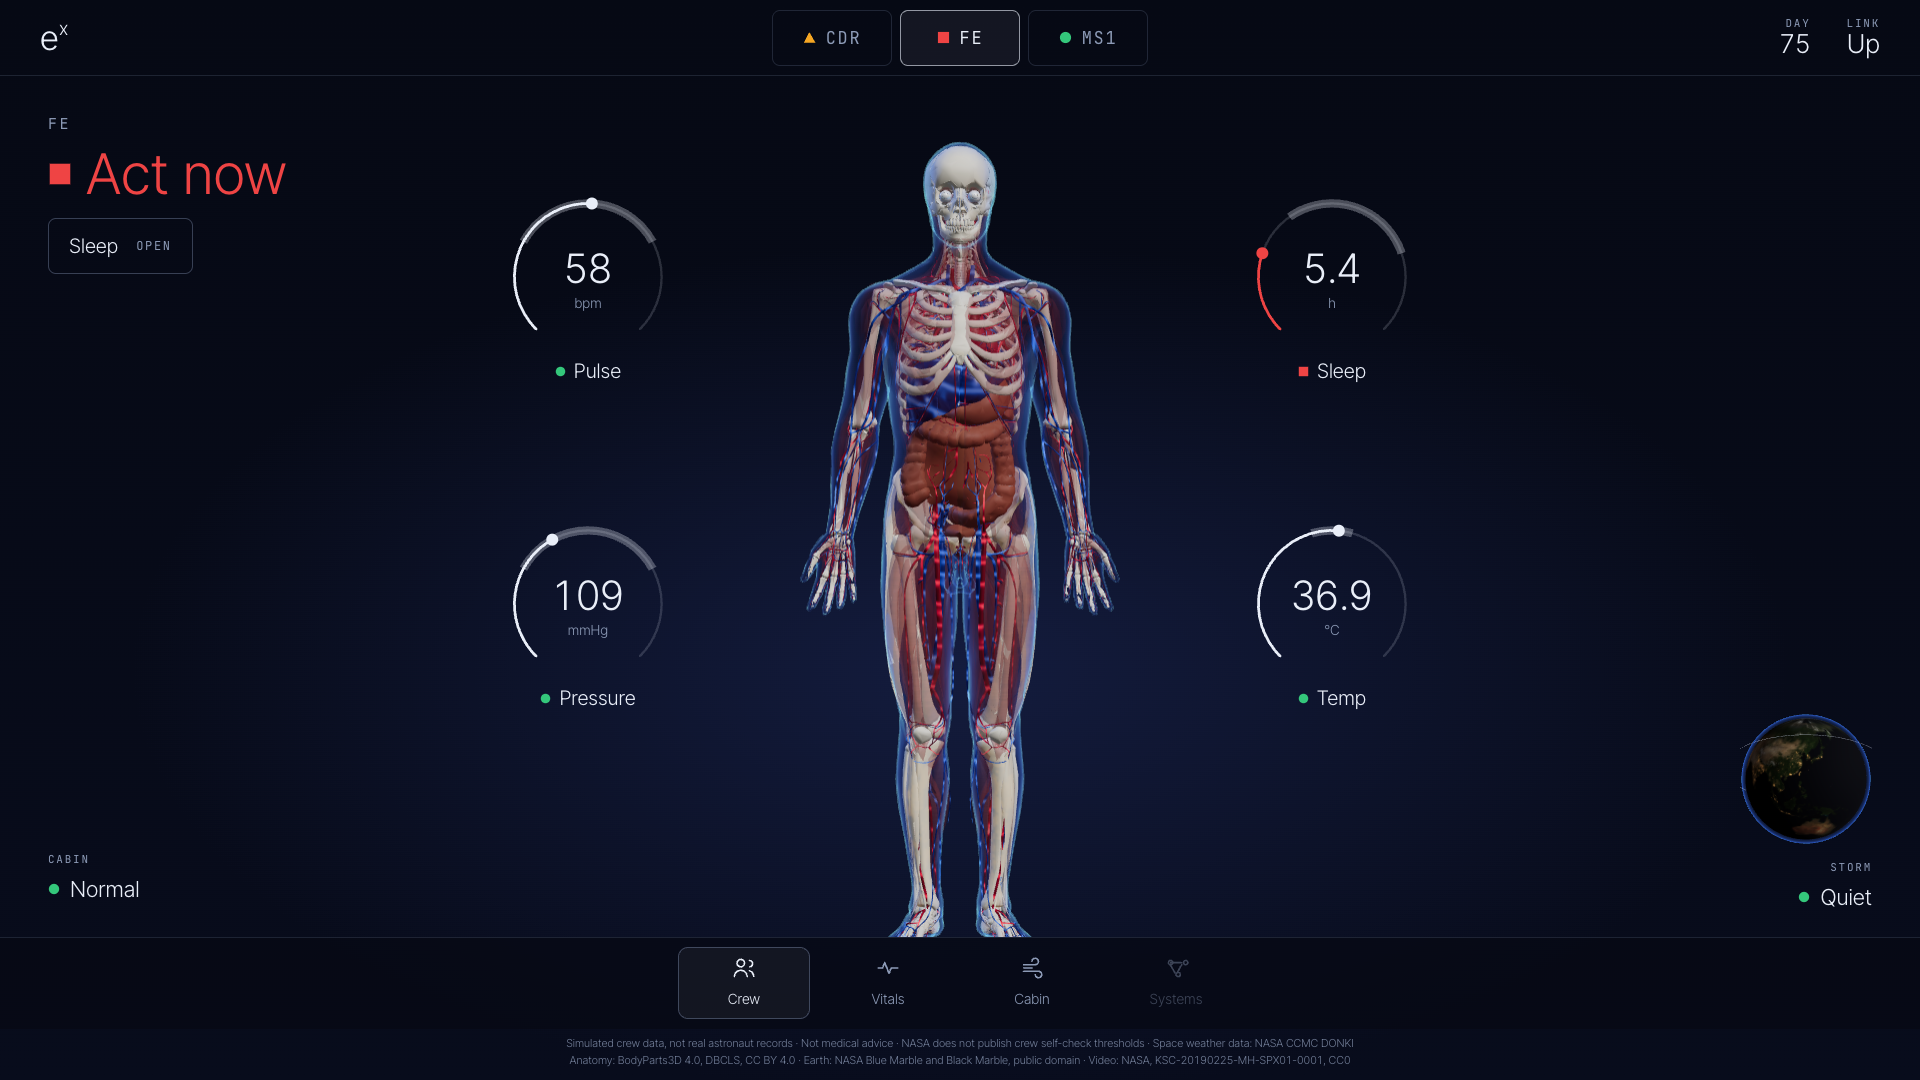 e^x
CDR
FE
MS1
DAY
75
LINK
Up
FE
Act now
Sleep OPEN
58
bpm
Pulse
5.4
h
Sleep
109
mmHg
Pressure
36.9
°C
Temp
CABIN
Normal
STORM
Quiet
Crew
Vitals
Cabin
Systems
Simulated crew data, not real astronaut records · Not medical advice · NASA does not publish crew self-check thresholds · Space weather data: NASA CCMC DONKI
Anatomy: BodyParts3D 4.0, DBCLS, CC BY 4.0 · Earth: NASA Blue Marble and Black Marble, public domain · Video: NASA, KSC-20190225-MH-SPX01-0001, CC0